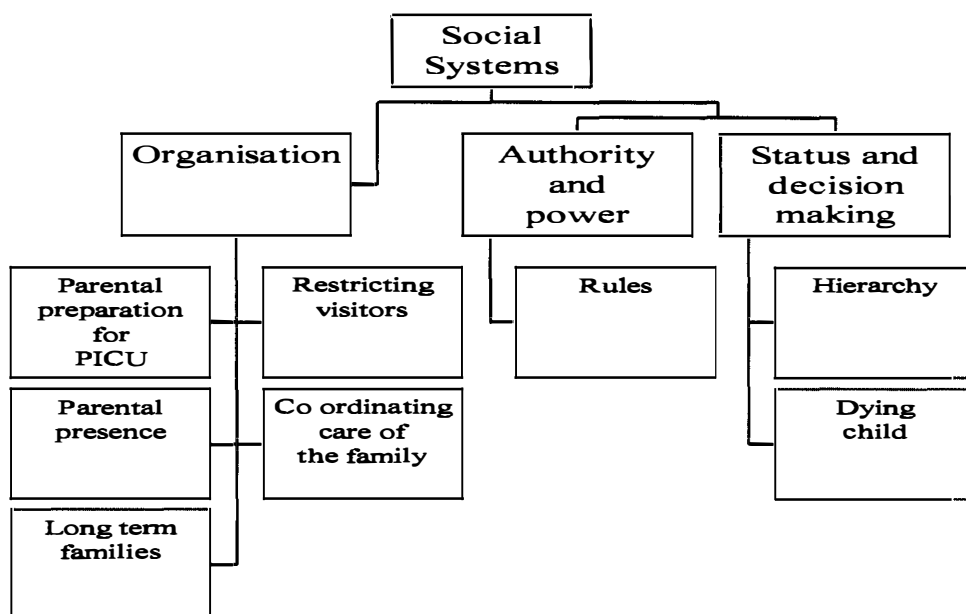 Social
Systems
Organisation
Authority
and
power
Status and
decision
making
Parental
preparation
for
PICU
Restricting
visitors
Rules
Hierarchy
Parental
presence
Co ordinating
care of
the family
Dying
child
Long term
families